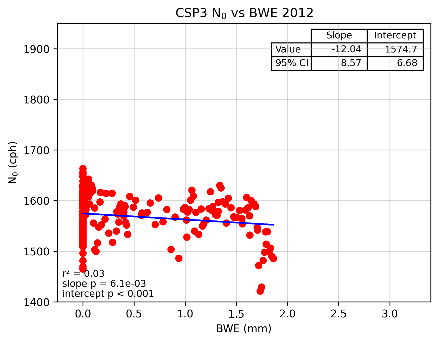 CSP3 N₀ vs BWE 2012
Slope Intercept
Value -12.04 1574.7
95% CI 8.57 6.68
N₀ (cph)
1900
1800
1700
1600
1500
1400
r² = 0.03
slope p = 6.1e-03
intercept p < 0.001
0.0 0.5 1.0 1.5 2.0 2.5 3.0
BWE (mm)